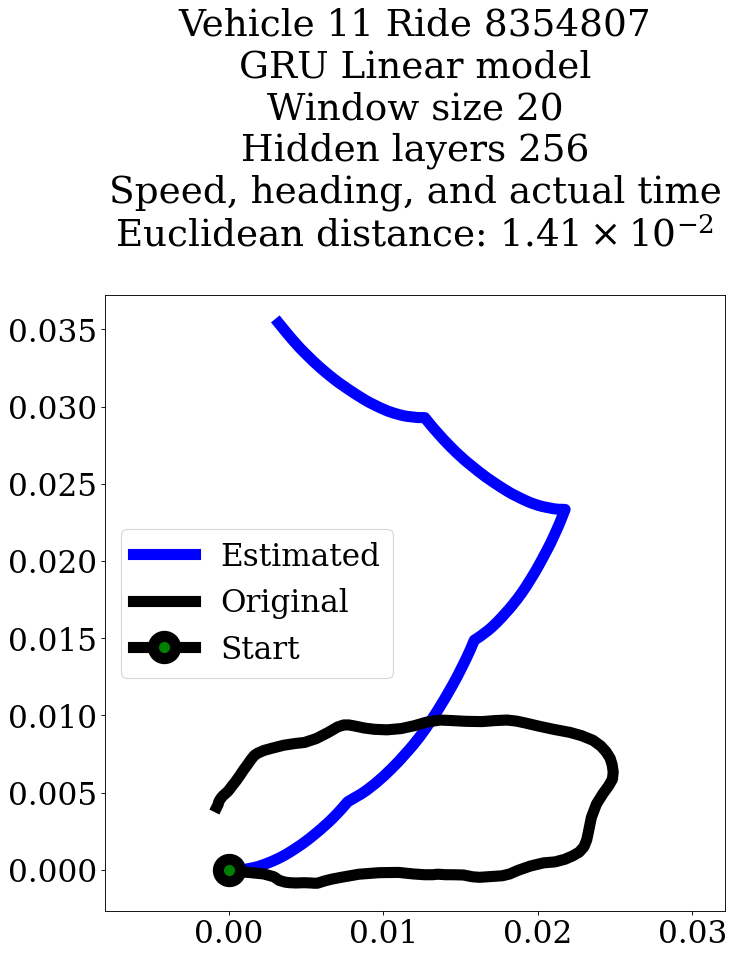 Vehicle 11 Ride 8354807
GRU Linear model
Window size 20
Hidden layers 256
Speed, heading, and actual time
Euclidean distance: 1.41 × 10⁻²
0.035
0.030
0.025
0.020
0.015
0.010
0.005
0.000
Estimated
Original
Start
0.00 0.01 0.02 0.03